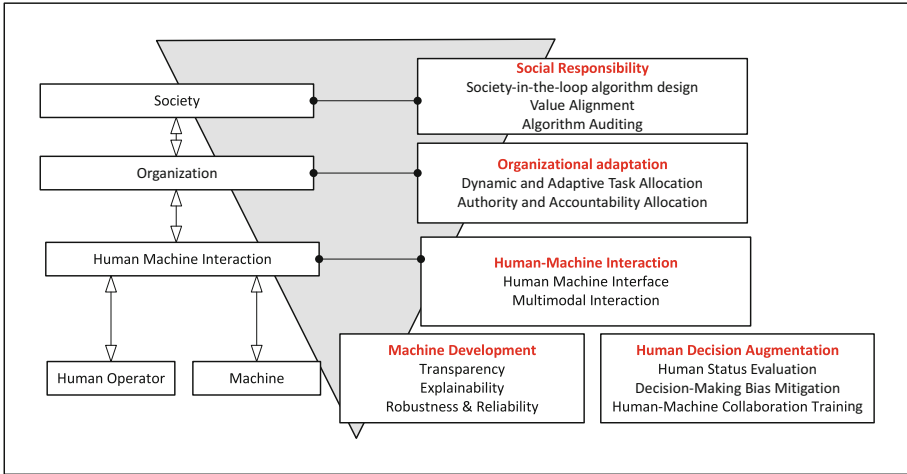 Society
Organization
Human Machine Interaction
Human Operator
Machine
Social Responsibility
Society-in-the-loop algorithm design
Value Alignment
Algorithm Auditing
Organizational adaptation
Dynamic and Adaptive Task Allocation
Authority and Accountability Allocation
Human-Machine Interaction
Human Machine Interface
Multimodal Interaction
Machine Development
Transparency
Explainability
Robustness & Reliability
Human Decision Augmentation
Human Status Evaluation
Decision-Making Bias Mitigation
Human-Machine Collaboration Training